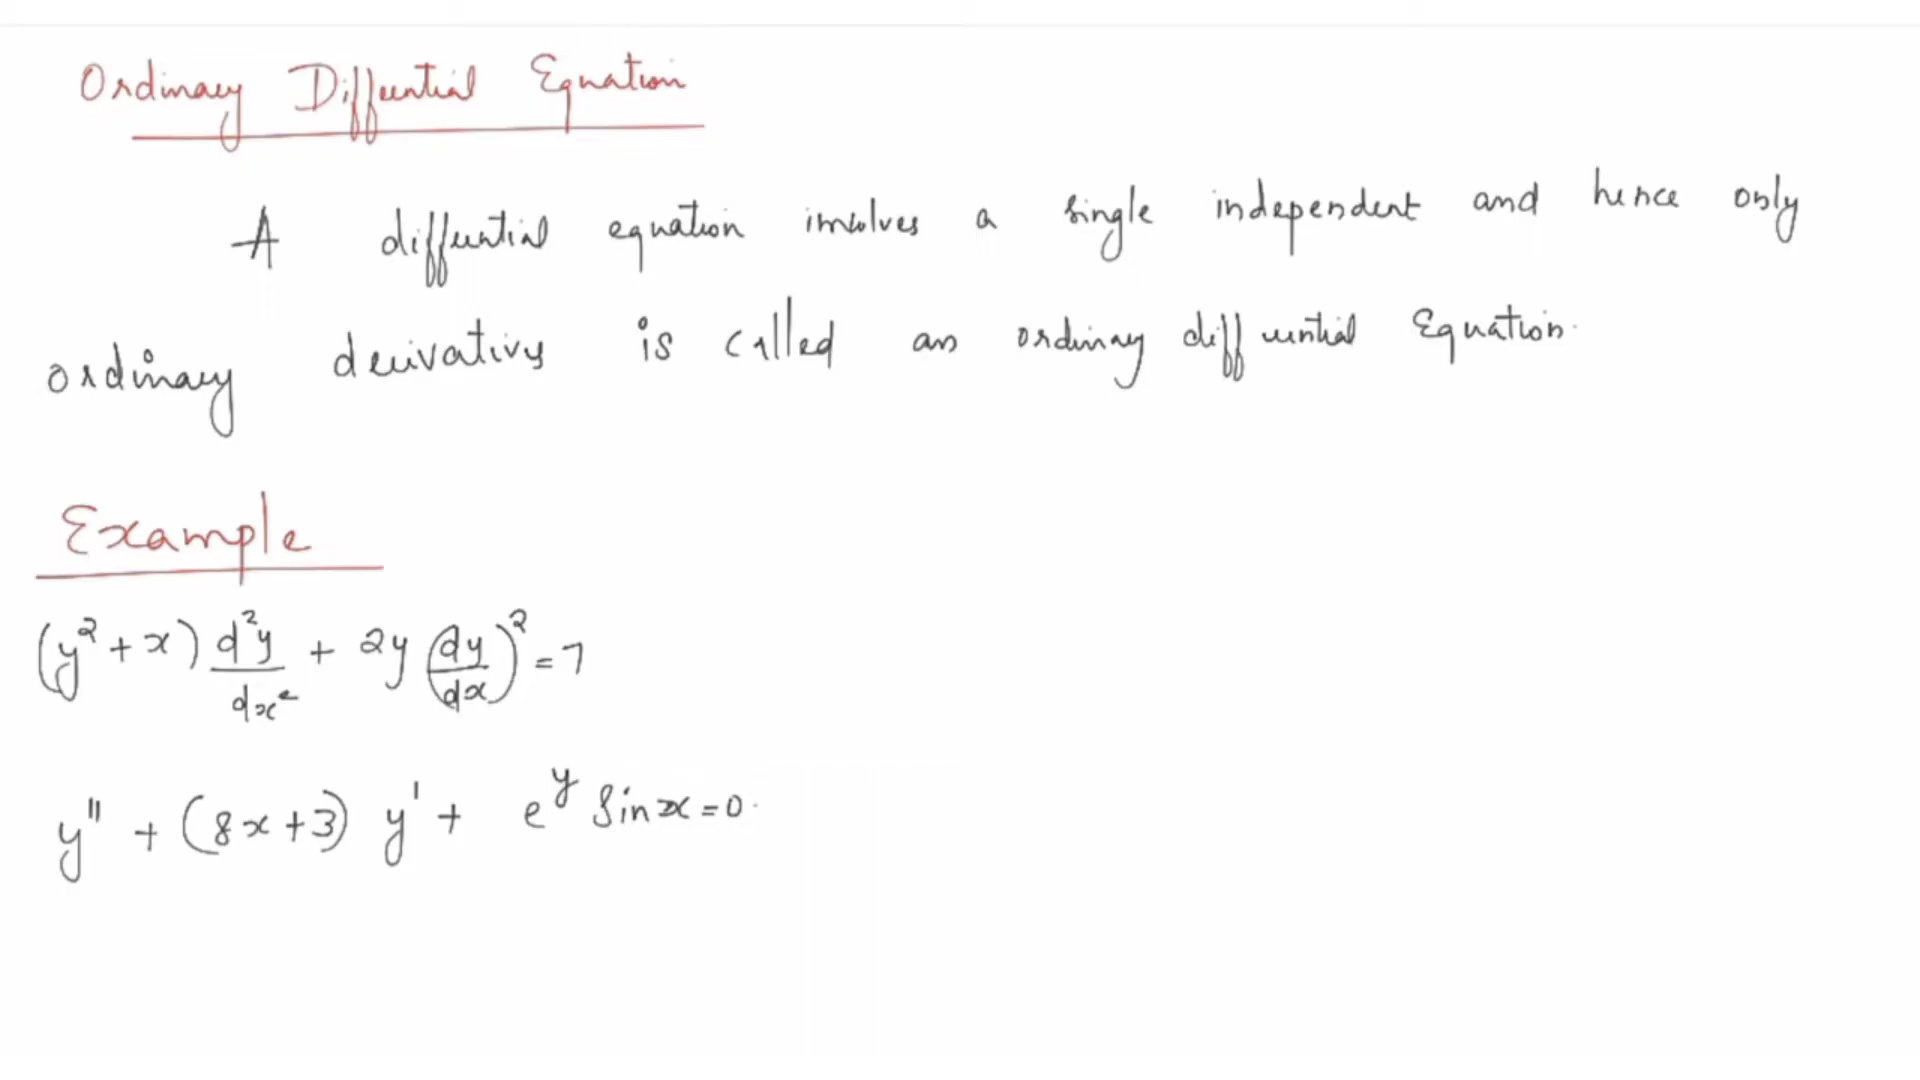 Ordinary Differential Equation
A differential equation involves a single independent and hence only
ordinary derivatives is called an ordinary differential Equation.
Example
(y² + x) d²y/dx² + 2y (dy/dx)² = 7
y'' + (8x+3) y' + e^y sin x = 0.